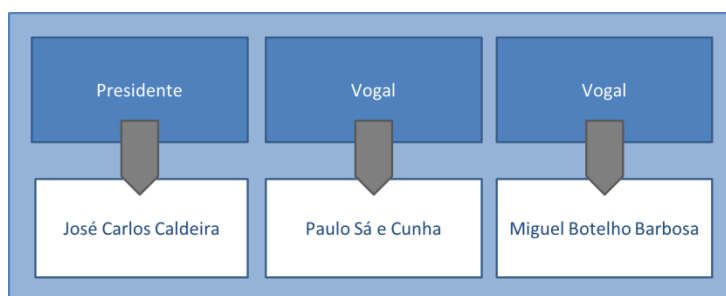 Presidente
Vogal
Vogal
José Carlos Caldeira
Paulo Sá e Cunha
Miguel Botelho Barbosa